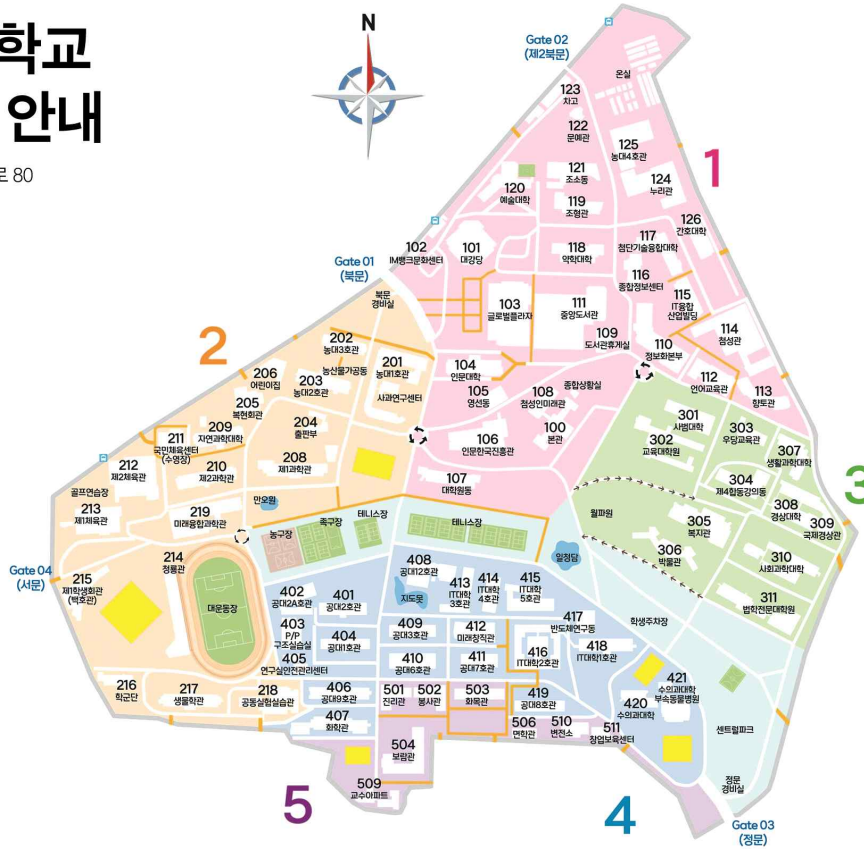 학교
안내
로 80
N
Gate 02
(제2북문)
온실
123
차고
122
문예관
125
농대4호관
1
121
조소동
124
누리관
120
예술대학
119
조형관
126
간호대학
117
첨단기술융합대학
102
IM뱅크문화센터
101
대강당
118
약학대학
Gate 01
(북문)
116
종합정보센터
115
IT융합
산업빌딩
북문
경비실
103
글로벌플라자
111
중앙도서관
109
도서관휴게실
110
정보화본부
114
첨성관
2
202
농대3호관
201
농대1호관
농산물가공동
104
인문대학
종합상황실
112
언어교육관
113
향토관
206
어린이집
203
농대2호관
사과연구센터
105
영선동
108
첨성인미래관
205
복현회관
204
출판부
100
본관
301
사범대학
303
우당교육관
302
교육대학원
209
자연과학대학
211
국민체육센터
(수영장)
106
인문한국진흥관
307
생활과학대학
212
제2체육관
210
제2과학관
208
제1과학관
107
대학원동
304
제4합동강의동
3
골프연습장
213
제1체육관
만오원
308
경상대학
219
미래융합과학관
농구장
족구장
테니스장
테니스장
월파원
305
복지관
309
국제경상관
214
청룡관
일청담
306
박물관
310
사회과학대학
Gate 04
(서문)
215
제1학생회관
(백호관)
대운동장
408
공대12호관
지도못
413
IT대학
3호관
414
IT대학
4호관
415
IT대학
5호관
311
법학전문대학원
402
공대2A호관
401
공대2호관
403
P/P
구조실습실
404
공대1호관
409
공대3호관
412
미래창직관
417
반도체연구동
학생주차장
418
IT대학1호관
405
연구실안전관리센터
410
공대6호관
411
공대7호관
416
IT대학2호관
216
학군단
217
생물학관
218
공동실험실습관
406
공대9호관
501
진리관
502
봉사관
503
화목관
419
공대8호관
420
수의과대학
421
수의과대학
부속동물병원
407
화학관
506
면학관
510
변전소
511
창업보육센터
센트럴파크
504
보람관
509
교수아파트
5
4
정문
경비실
Gate 03
(정문)